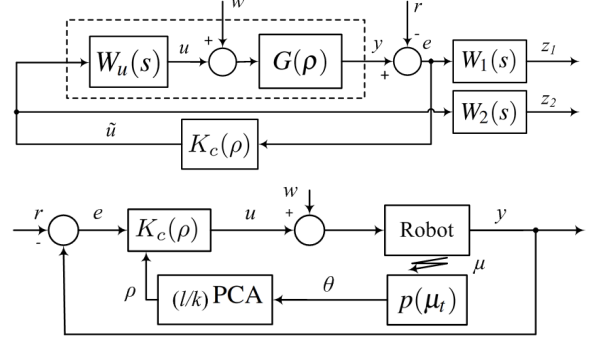 w
r
W_u(s)
u
+
G(ρ)
y
+
-
e
W_1(s)
z_1
W_2(s)
z_2
ũ
K_c(ρ)
w
r
-
e
K_c(ρ)
u
+
Robot
y
μ
ρ
(l/k) PCA
θ
p(μ_t)